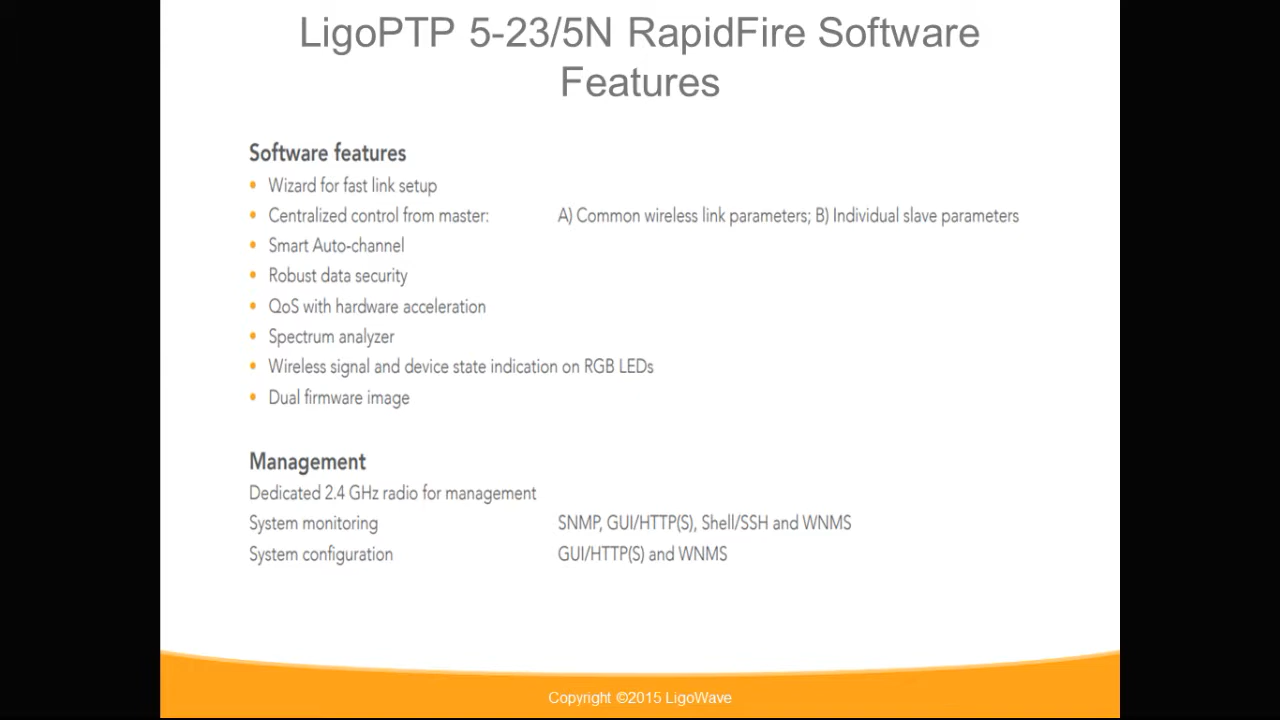 LigoPTP 5-23/5N RapidFire Software
Features
Software features
• Wizard for fast link setup
• Centralized control from master: A) Common wireless link parameters; B) Individual slave parameters
• Smart Auto-channel
• Robust data security
• QoS with hardware acceleration
• Spectrum analyzer
• Wireless signal and device state indication on RGB LEDs
• Dual firmware image
Management
Dedicated 2.4 GHz radio for management
System monitoring SNMP, GUI/HTTP(S), Shell/SSH and WNMS
System configuration GUI/HTTP(S) and WNMS
Copyright ©2015 LigoWave